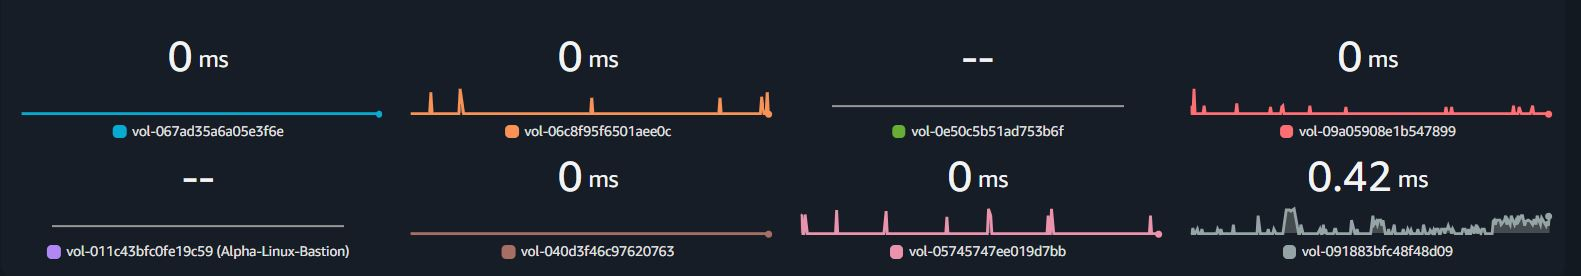 0 ms
0 ms
--
0 ms
vol-067ad35a6a05e3f6e
vol-06c8f95f6501aee0c
vol-0e50c5b51ad753b6f
vol-09a05908e1b547899
--
0 ms
0 ms
0.42 ms
vol-011c43bfc0fe19c59 (Alpha-Linux-Bastion)
vol-040d3f46c97620763
vol-05745747ee019d7bb
vol-091883bfc48f48d09